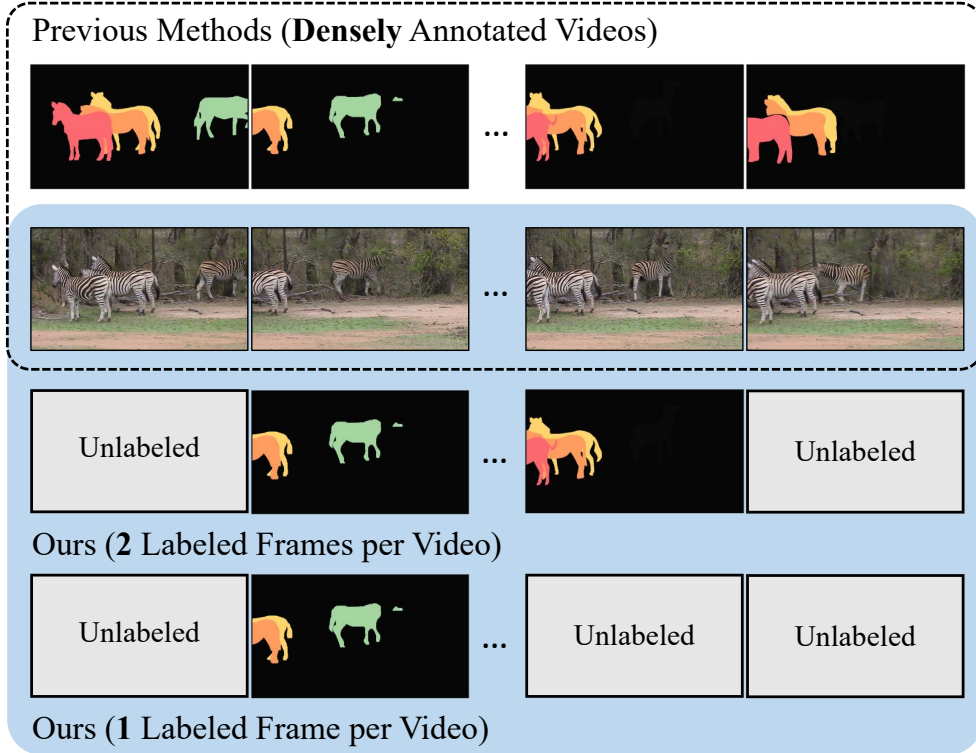 Previous Methods (Densely Annotated Videos)
...
...
Unlabeled
...
Unlabeled
Ours (2 Labeled Frames per Video)
Unlabeled
...
Unlabeled
Unlabeled
Ours (1 Labeled Frame per Video)